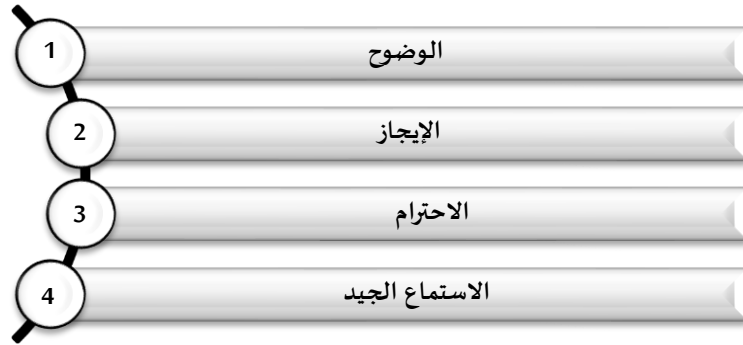 1 الوضوح
2 الإيجاز
3 الاحترام
4 الاستماع الجيد